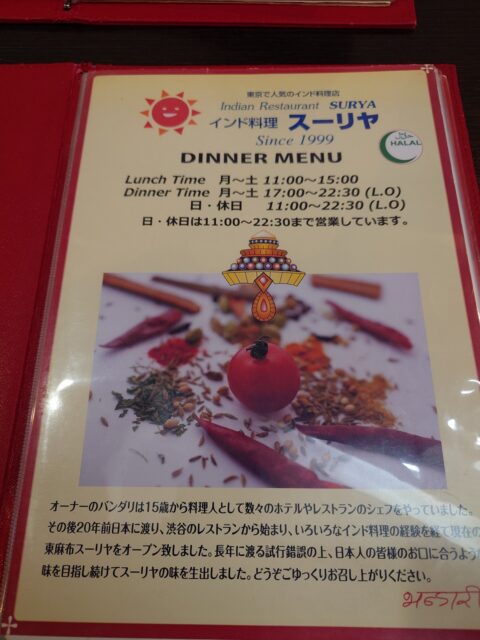 東京で人気のインド料理店
Indian Restaurant SURYA
インド料理 スーリヤ
Since 1999
HALAL
DINNER MENU
Lunch Time 月～土 11:00～15:00
Dinner Time 月～土 17:00～22:30 (L.O)
日・休日 11:00～22:30 (L.O)
日・休日は11:00～22:30まで営業しています。
オーナーのバンダリは15歳から料理人として数々のホテルやレストランのシェフをやっていました。
その後20年前日本に渡り、渋谷のレストランから始まり、いろいろなインド料理の経験を経て現在の
東麻布スーリヤをオープン致しました。長年に渡る試行錯誤の上、日本人の皆様のお口に合うような
味を目指し続けてスーリヤの味を生出しました。どうぞごゆっくりお召し上がりください。